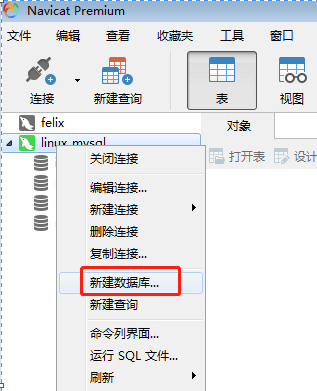 Navicat Premium
文件 编辑 查看 收藏夹 工具 窗口
连接 新建查询 表 视图
felix 对象
linux_mysql
打开表 设计
关闭连接
编辑连接...
新建连接
删除连接
复制连接...
新建数据库...
新建查询
命令列界面...
运行 SQL 文件...
刷新